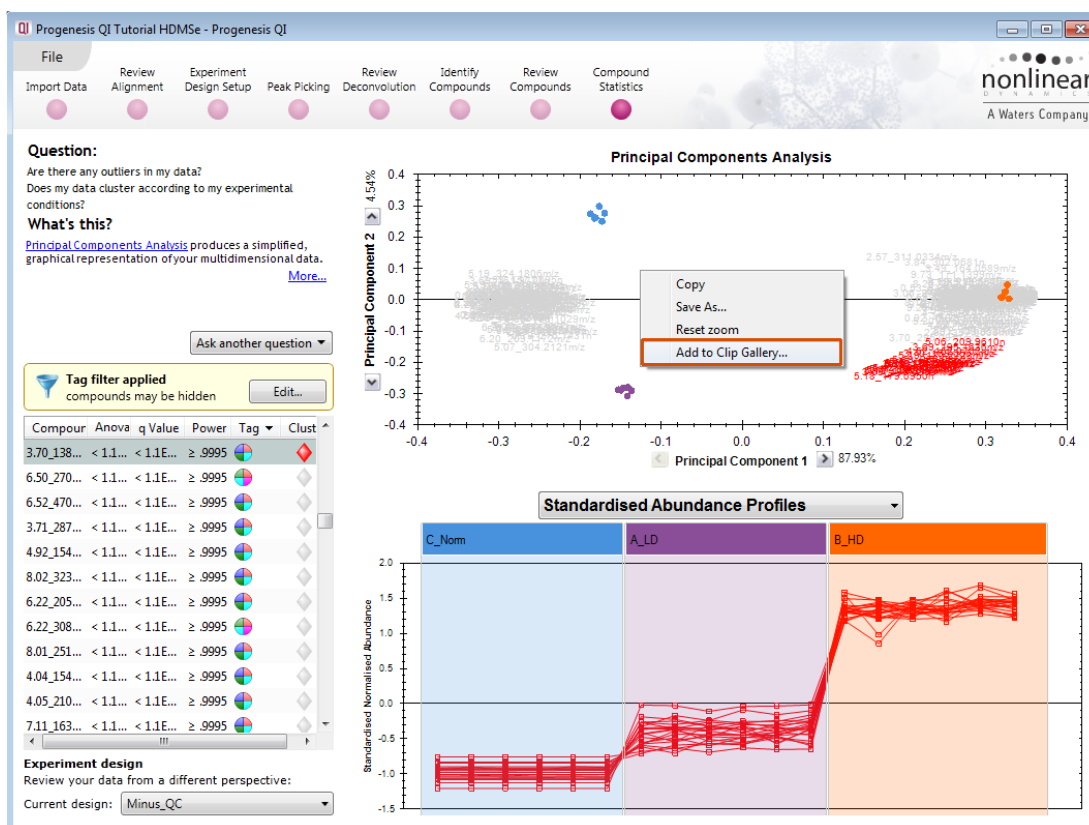 Progenesis QI Tutorial HDMSe - Progenesis QI
File
Import Data
Review
Alignment
Experiment
Design Setup
Peak Picking
Review
Deconvolution
Identify
Compounds
Review
Compounds
Compound
Statistics
nonlinear
DYNAMICS
A Waters Company
Question:
Are there any outliers in my data?
Does my data cluster according to my experimental
conditions?
What's this?
Principal Components Analysis produces a simplified,
graphical representation of your multidimensional data.
More...
Ask another question
Tag filter applied
compounds may be hidden
Edit...
Compour Anova q Value Power Tag Clust
3.70_138... < 1.1... < 1.1E... ≥ .9995
6.50_270... < 1.1... < 1.1E... ≥ .9995
6.52_470... < 1.1... < 1.1E... ≥ .9995
3.71_287... < 1.1... < 1.1E... ≥ .9995
4.92_154... < 1.1... < 1.1E... ≥ .9995
8.02_323... < 1.1... < 1.1E... ≥ .9995
6.22_205... < 1.1... < 1.1E... ≥ .9995
6.22_308... < 1.1... < 1.1E... ≥ .9995
8.01_251... < 1.1... < 1.1E... ≥ .9995
4.04_154... < 1.1... < 1.1E... ≥ .9995
4.05_210... < 1.1... < 1.1E... ≥ .9995
7.11_163... < 1.1... < 1.1E... ≥ .9995
Experiment design
Review your data from a different perspective:
Current design: Minus_QC
Principal Components Analysis
4.54%
Principal Component 2
0.4
0.3
0.2
0.1
0.0
-0.1
-0.2
-0.3
-0.4
5.19_324.1806m/z
5.07_304.2121m/z
2.57_311.0334m/z
Copy
Save As...
Reset zoom
Add to Clip Gallery...
-0.4 -0.3 -0.2 -0.1 0.0 0.1 0.2 0.3 0.4
Principal Component 1 87.93%
Standardised Abundance Profiles
C_Norm A_LD B_HD
Standardised Normalised Abundance
2.0
1.5
1.0
0.5
0.0
-0.5
-1.0
-1.5